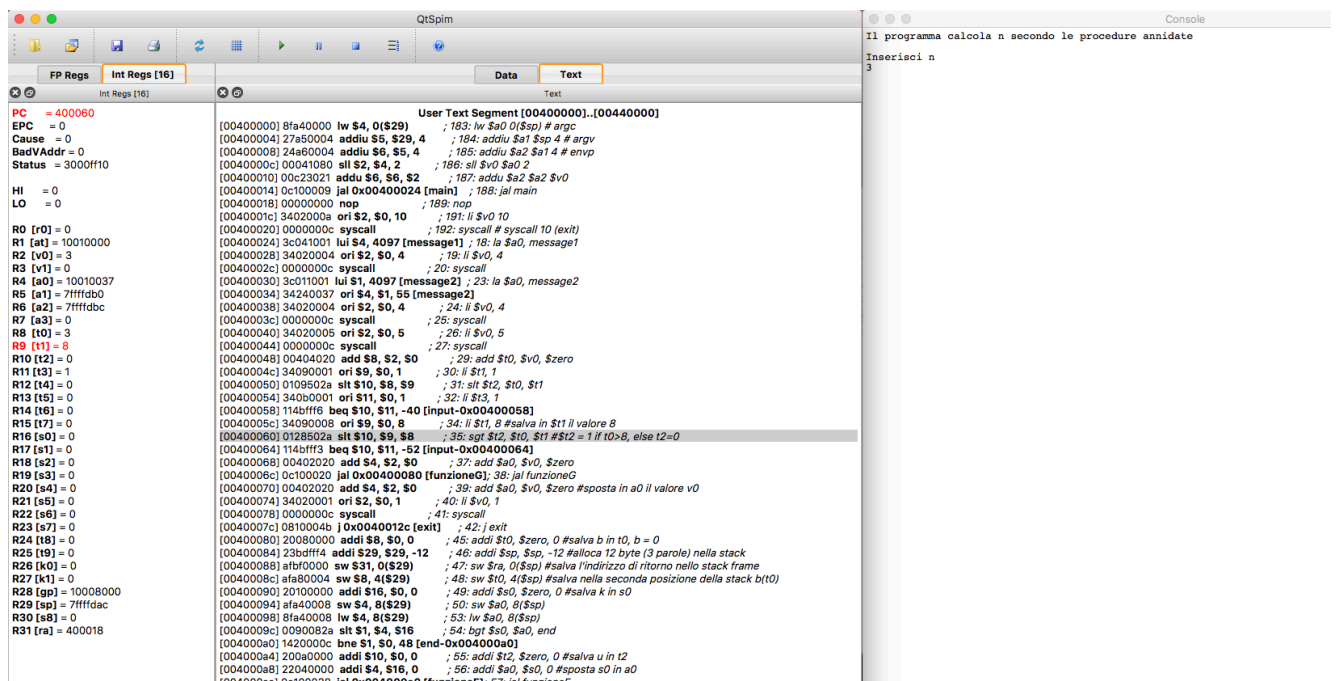 QtSpim
FP Regs
Int Regs [16]
Int Regs [16]
PC = 400060
EPC = 0
Cause = 0
BadVAddr = 0
Status = 3000ff10
HI = 0
LO = 0
R0 [r0] = 0
R1 [at] = 10010000
R2 [v0] = 3
R3 [v1] = 0
R4 [a0] = 10010037
R5 [a1] = 7ffffdb0
R6 [a2] = 7ffffdbc
R7 [a3] = 0
R8 [t0] = 3
R9 [t1] = 8
R10 [t2] = 0
R11 [t3] = 1
R12 [t4] = 0
R13 [t5] = 0
R14 [t6] = 0
R15 [t7] = 0
R16 [s0] = 0
R17 [s1] = 0
R18 [s2] = 0
R19 [s3] = 0
R20 [s4] = 0
R21 [s5] = 0
R22 [s6] = 0
R23 [s7] = 0
R24 [t8] = 0
R25 [t9] = 0
R26 [k0] = 0
R27 [k1] = 0
R28 [gp] = 10008000
R29 [sp] = 7ffffdac
R30 [s8] = 0
R31 [ra] = 400018
Data
Text
Text
User Text Segment [00400000]..[00440000]
[00400000] 8fa40000 lw $4, 0($29) ; 183: lw $a0 0($sp) # argc
[00400004] 27a50004 addiu $5, $29, 4 ; 184: addiu $a1 $sp 4 # argv
[00400008] 24a60004 addiu $6, $5, 4 ; 185: addiu $a2 $a1 4 # envp
[0040000c] 00041080 sll $2, $4, 2 ; 186: sll $v0 $a0 2
[00400010] 00c23021 addu $6, $6, $2 ; 187: addu $a2 $a2 $v0
[00400014] 0c100009 jal 0x00400024 [main] ; 188: jal main
[00400018] 00000000 nop ; 189: nop
[0040001c] 3402000a ori $2, $0, 10 ; 191: li $v0 10
[00400020] 0000000c syscall ; 192: syscall # syscall 10 (exit)
[00400024] 3c041001 lui $4, 4097 [message1] ; 18: la $a0, message1
[00400028] 34020004 ori $2, $0, 4 ; 19: li $v0, 4
[0040002c] 0000000c syscall ; 20: syscall
[00400030] 3c011001 lui $1, 4097 [message2] ; 23: la $a0, message2
[00400034] 34240037 ori $4, $1, 55 [message2]
[00400038] 34020004 ori $2, $0, 4 ; 24: li $v0, 4
[0040003c] 0000000c syscall ; 25: syscall
[00400040] 34020005 ori $2, $0, 5 ; 26: li $v0, 5
[00400044] 0000000c syscall ; 27: syscall
[00400048] 00404020 add $8, $2, $0 ; 29: add $t0, $v0, $zero
[0040004c] 34090001 ori $9, $0, 1 ; 30: li $t1, 1
[00400050] 0109502a slt $10, $8, $9 ; 31: slt $t2, $t0, $t1
[00400054] 340b0001 ori $11, $0, 1 ; 32: li $t3, 1
[00400058] 114bfff6 beq $10, $11, -40 [input-0x00400058]
[0040005c] 34090008 ori $9, $0, 8 ; 34: li $t1, 8 #salva in $t1 il valore 8
[00400060] 0128502a slt $10, $9, $8 ; 35: sgt $t2, $t0, $t1 #$t2 = 1 if t0>8, else t2=0
[00400064] 114bfff3 beq $10, $11, -52 [input-0x00400064]
[00400068] 00402020 add $4, $2, $0 ; 37: add $a0, $v0, $zero
[0040006c] 0c100020 jal 0x00400080 [funzioneG]; 38: jal funzioneG
[00400070] 00402020 add $4, $2, $0 ; 39: add $a0, $v0, $zero #sposta in a0 il valore v0
[00400074] 34020001 ori $2, $0, 1 ; 40: li $v0, 1
[00400078] 0000000c syscall ; 41: syscall
[0040007c] 0810004b j 0x0040012c [exit] ; 42: j exit
[00400080] 20080000 addi $8, $0, 0 ; 45: addi $t0, $zero, 0 #salva b in t0, b = 0
[00400084] 23bdfff4 addi $29, $29, -12 ; 46: addi $sp, $sp, -12 #alloca 12 byte (3 parole) nella stack
[00400088] afbf0000 sw $31, 0($29) ; 47: sw $ra, 0($sp) #salva l'indirizzo di ritorno nello stack frame
[0040008c] afa80004 sw $8, 4($29) ; 48: sw $t0, 4($sp) #salva nella seconda posizione della stack b(t0)
[00400090] 20100000 addi $16, $0, 0 ; 49: addi $s0, $zero, 0 #salva k in s0
[00400094] afa40008 sw $4, 8($29) ; 50: sw $a0, 8($sp)
[00400098] 8fa40008 lw $4, 8($29) ; 53: lw $a0, 8($sp)
[0040009c] 0090082a slt $1, $4, $16 ; 54: bgt $s0, $a0, end
[004000a0] 1420000c bne $1, $0, 48 [end-0x004000a0]
[004000a4] 200a0000 addi $10, $0, 0 ; 55: addi $t2, $zero, 0 #salva u in t2
[004000a8] 22040000 addi $4, $16, 0 ; 56: addi $a0, $s0, 0 #sposta s0 in a0
Console
Il programma calcola n secondo le procedure annidate
Inserisci n
3